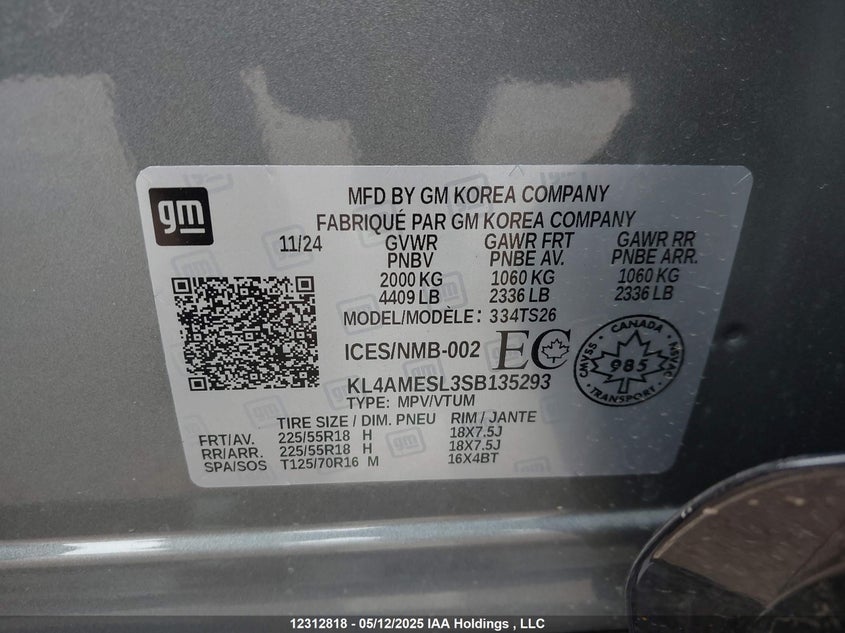 gm
MFD BY GM KOREA COMPANY
FABRIQUÉ PAR GM KOREA COMPANY
11/24 GVWR GAWR FRT GAWR RR
PNBV PNBE AV. PNBE ARR.
2000 KG 1060 KG 1060 KG
4409 LB 2336 LB 2336 LB
MODEL/MODÈLE: 334TS26
ICES/NMB-002 EC
CANADA
CMVSS 985 NSVAC
TRANSPORT
KL4AMESL3SB135293
TYPE: MPV/VTUM
TIRE SIZE / DIM. PNEU RIM / JANTE
FRT/AV. 225/55R18 H 18X7.5J
RR/ARR. 225/55R18 H 18X7.5J
SPA/SOS T125/70R16 M 16X4BT
12312818 - 05/12/2025 IAA Holdings , LLC